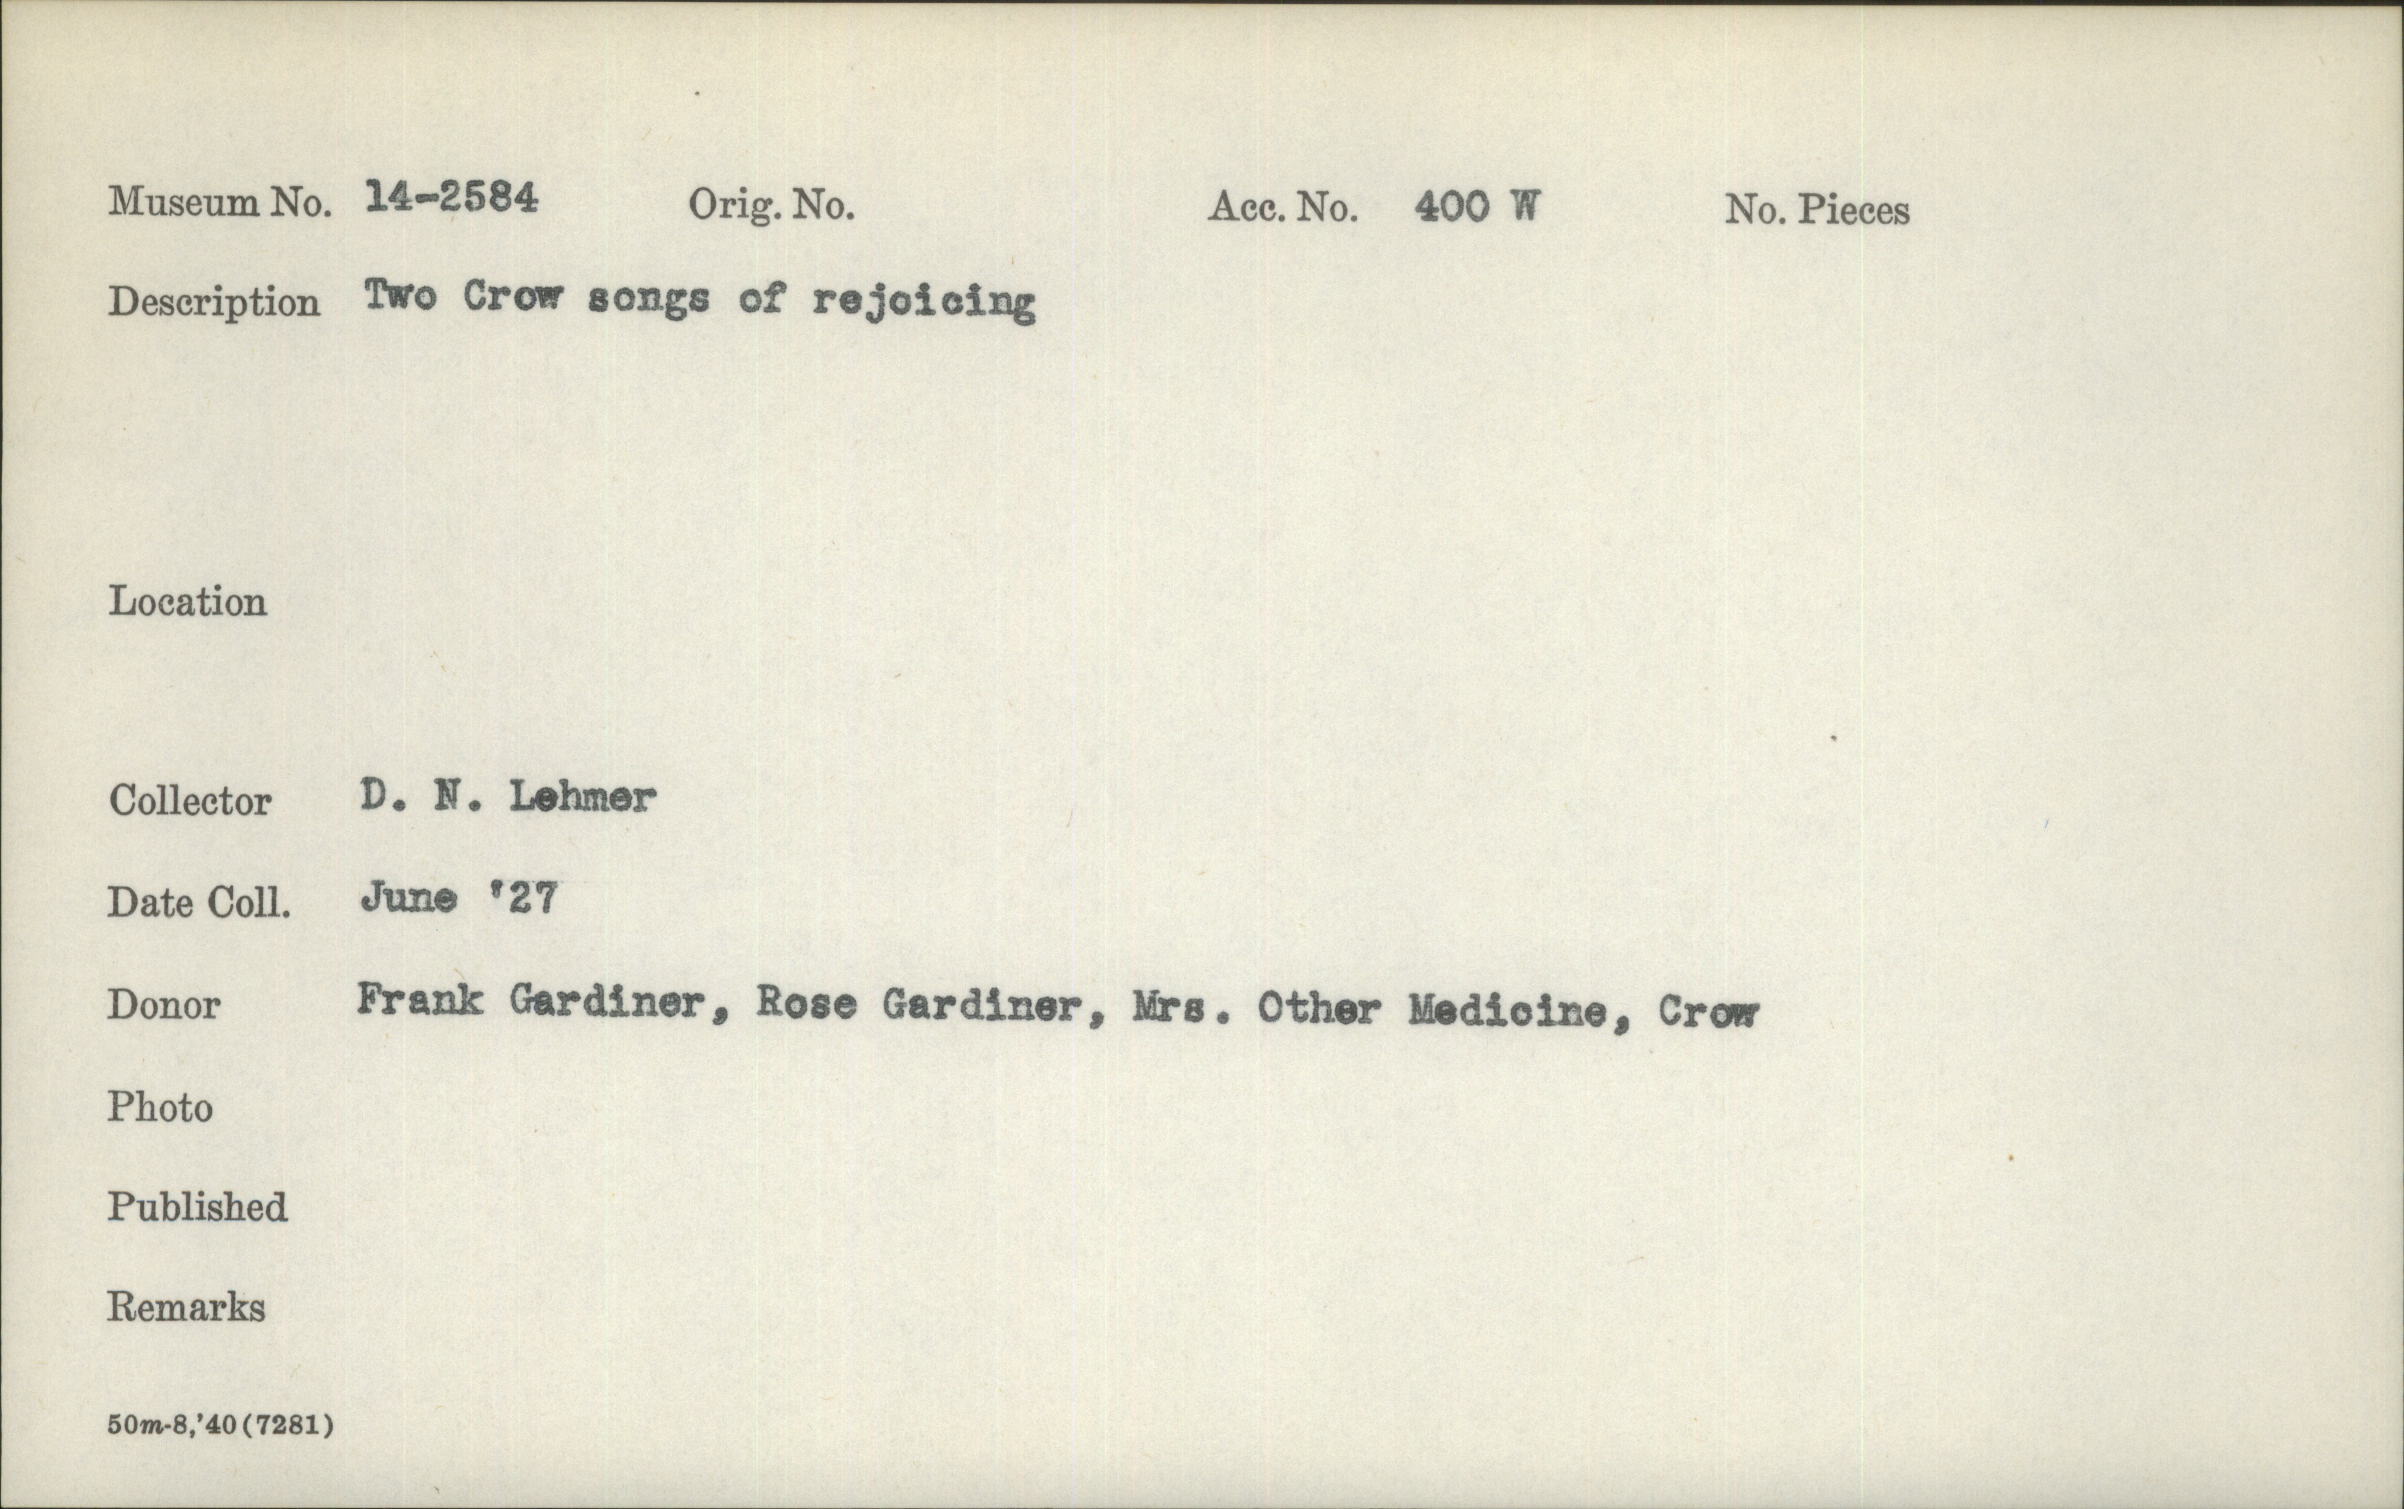 Museum No. 14-2584 Orig. No. Acc. No. 400 W No. Pieces
Description Two Crow songs of rejoicing
Location
Collector D. N. Lehmer
Date Coll. June '27
Donor Frank Gardiner, Rose Gardiner, Mrs. Other Medicine, Crow
Photo
Published
Remarks
50m-8,'40(7281)